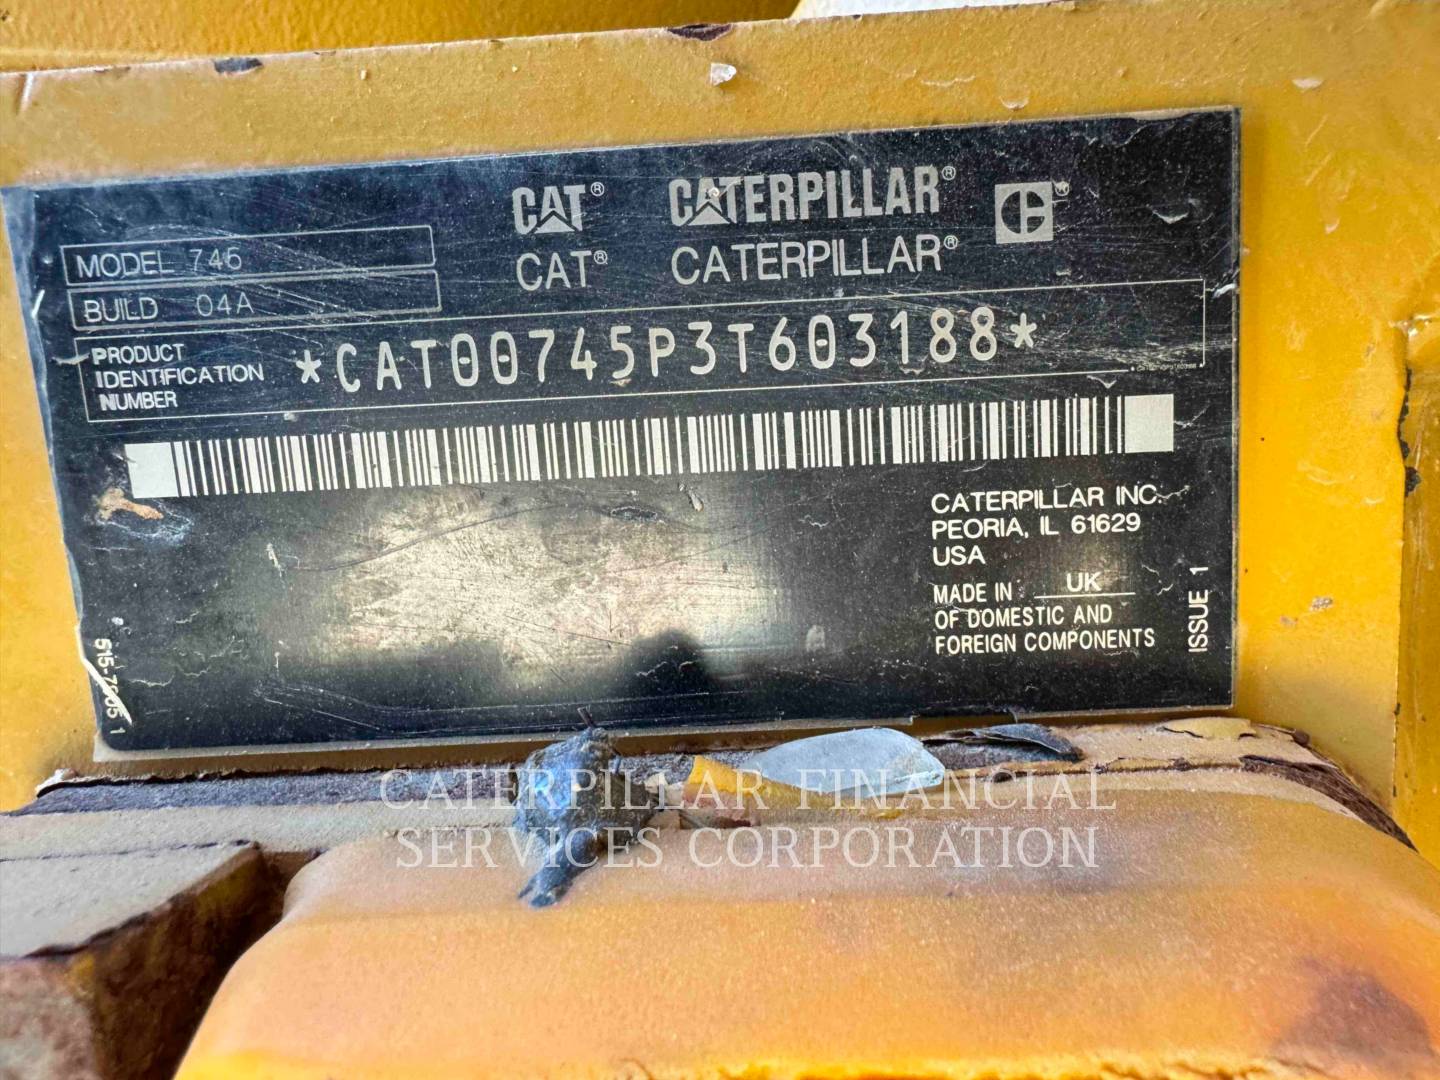 CAT® CATERPILLAR®
CAT® CATERPILLAR®
MODEL 745
BUILD 04A
PRODUCT
IDENTIFICATION
NUMBER
*CAT00745P3T603188*
CATERPILLAR INC.
PEORIA, IL 61629
USA
MADE IN UK
OF DOMESTIC AND
FOREIGN COMPONENTS
ISSUE 1
CATERPILLAR FINANCIAL
SERVICES CORPORATION